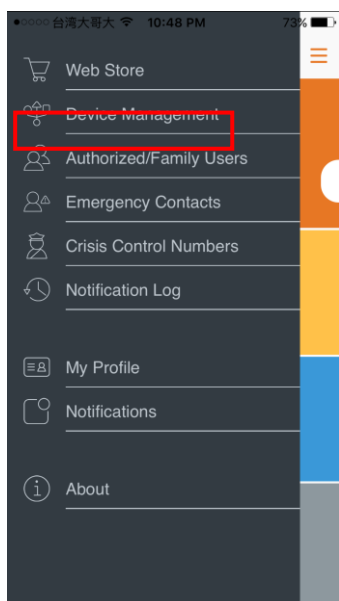 台湾大哥大 10:48 PM 73%
Web Store
Device Management
Authorized/Family Users
Emergency Contacts
Crisis Control Numbers
Notification Log
My Profile
Notifications
About